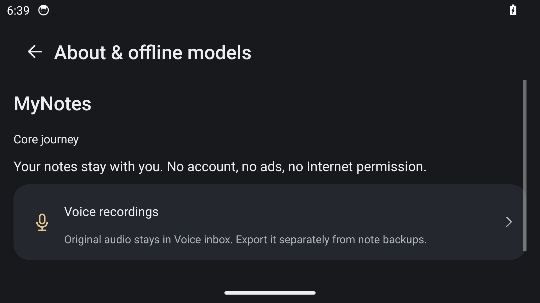 6:39
About & offline models
MyNotes
Core journey
Your notes stay with you. No account, no ads, no Internet permission.
Voice recordings
Original audio stays in Voice inbox. Export it separately from note backups.